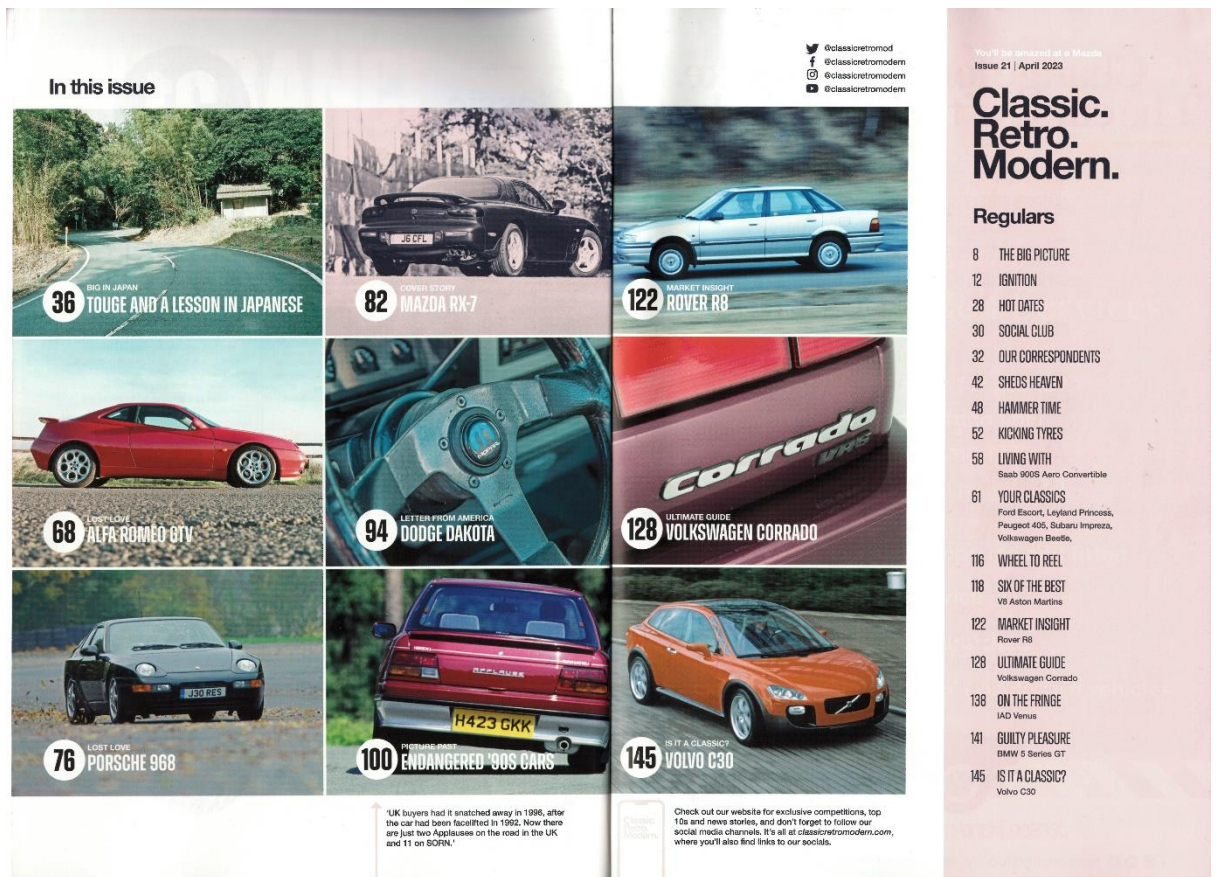 In this issue
@classicretromod
@classicretromodern
@classicretromodern
@classicretromodern
BIG IN JAPAN
36 TOUGE AND A LESSON IN JAPANESE
J6 CFL
COVER STORY
82 MAZDA RX-7
MARKET INSIGHT
122 ROVER R8
LOST LOVE
68 ALFA ROMEO GTV
MOPAR
LETTER FROM AMERICA
94 DODGE DAKOTA
Corrado
VR6
ULTIMATE GUIDE
128 VOLKSWAGEN CORRADO
J30 RES
LOST LOVE
76 PORSCHE 968
APPLAUSE
H423 GKK
PICTURE PAST
100 ENDANGERED '90S CARS
VOLVO
IS IT A CLASSIC?
145 VOLVO C30
'UK buyers had it snatched away in 1996, after
the car had been facelifted in 1992. Now there
are just two Applauses on the road in the UK
and 11 on SORN.'
Classic.
Retro.
Modern.
Check out our website for exclusive competitions, top
10s and news stories, and don't forget to follow our
social media channels. It's all at classicretromodern.com,
where you'll also find links to our socials.
You'll be amazed at a Mazda
Issue 21 | April 2023
Classic.
Retro.
Modern.
Regulars
8 THE BIG PICTURE
12 IGNITION
28 HOT DATES
30 SOCIAL CLUB
32 OUR CORRESPONDENTS
42 SHEDS HEAVEN
48 HAMMER TIME
52 KICKING TYRES
58 LIVING WITH
Saab 900S Aero Convertible
61 YOUR CLASSICS
Ford Escort, Leyland Princess,
Peugeot 405, Subaru Impreza,
Volkswagen Beetle,
116 WHEEL TO REEL
118 SIX OF THE BEST
V8 Aston Martins
122 MARKET INSIGHT
Rover R8
128 ULTIMATE GUIDE
Volkswagen Corrado
138 ON THE FRINGE
IAD Venus
141 GUILTY PLEASURE
BMW 5 Series GT
145 IS IT A CLASSIC?
Volvo C30